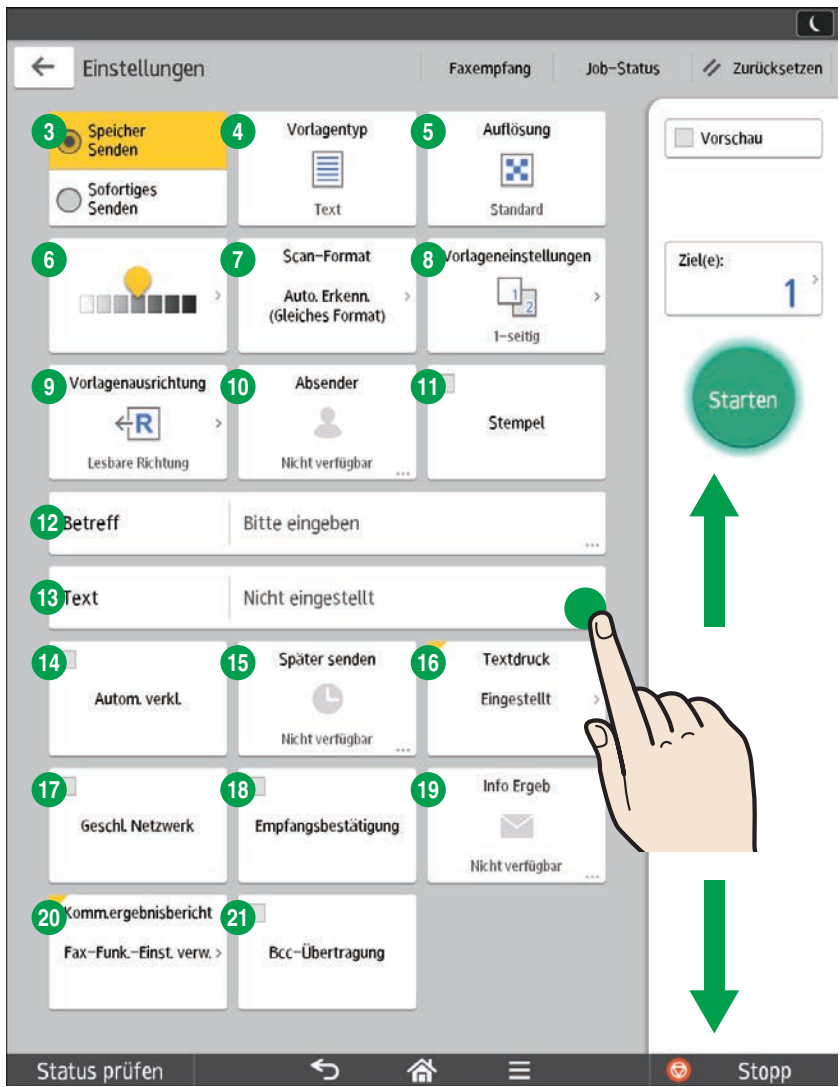 Einstellungen
Faxempfang
Job-Status
Zurücksetzen
3
Speicher
Senden
Sofortiges
Senden
4
Vorlagentyp
Text
5
Auflösung
Standard
Vorschau
6
7
Scan-Format
Auto. Erkenn.
(Gleiches Format)
8
Vorlageneinstellungen
1
2
1-seitig
Ziel(e):
1
9
Vorlagenausrichtung
R
Lesbare Richtung
10
Absender
Nicht verfügbar
...
11
Stempel
Starten
12
Betreff
Bitte eingeben
...
13
Text
Nicht eingestellt
14
Autom. verkl.
15
Später senden
Nicht verfügbar
...
16
Textdruck
Eingestellt
17
Geschl. Netzwerk
18
Empfangsbestätigung
19
Info Ergeb
Nicht verfügbar
...
20
Komm.ergebnisbericht
Fax-Funk.-Einst. verw.
21
Bcc-Übertragung
Status prüfen
Stopp